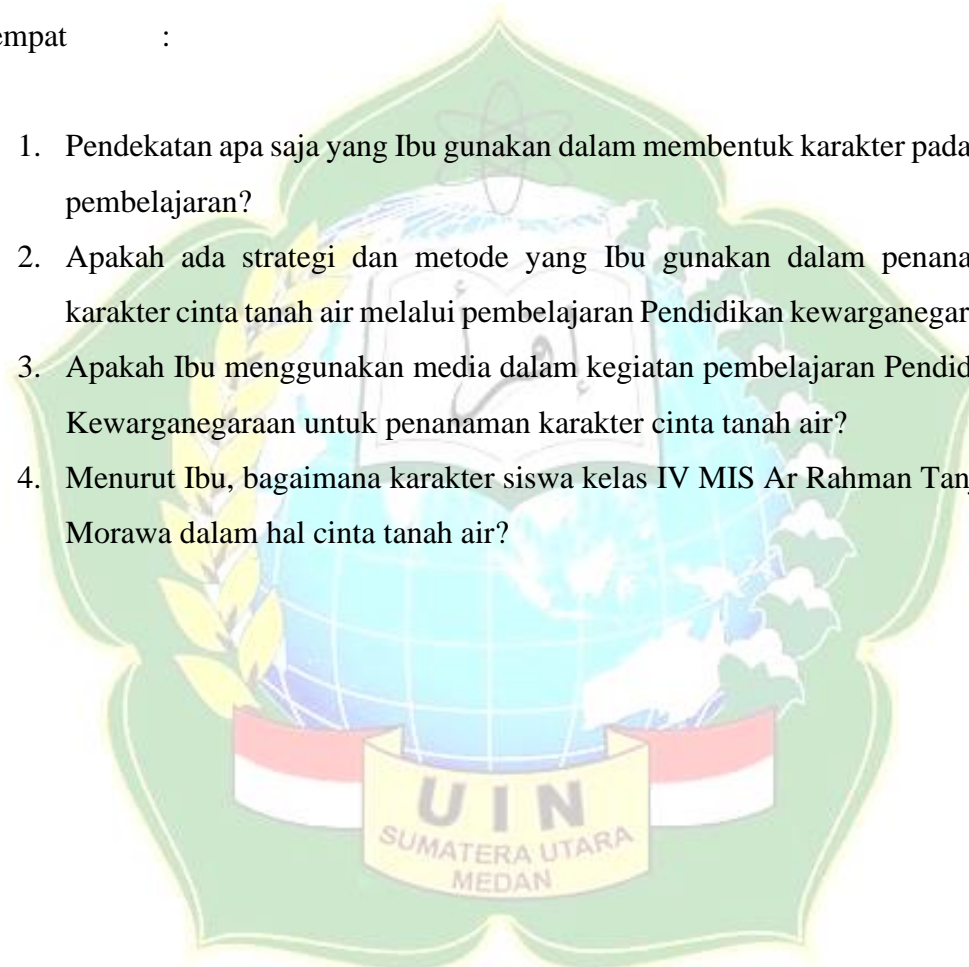 empat :
1. Pendekatan apa saja yang Ibu gunakan dalam membentuk karakter pada
pembelajaran?
2. Apakah ada strategi dan metode yang Ibu gunakan dalam penana
karakter cinta tanah air melalui pembelajaran Pendidikan kewarganegar
3. Apakah Ibu menggunakan media dalam kegiatan pembelajaran Pendid
Kewarganegaraan untuk penanaman karakter cinta tanah air?
4. Menurut Ibu, bagaimana karakter siswa kelas IV MIS Ar Rahman Tan
Morawa dalam hal cinta tanah air?
UIN
SUMATERA UTARA
MEDAN